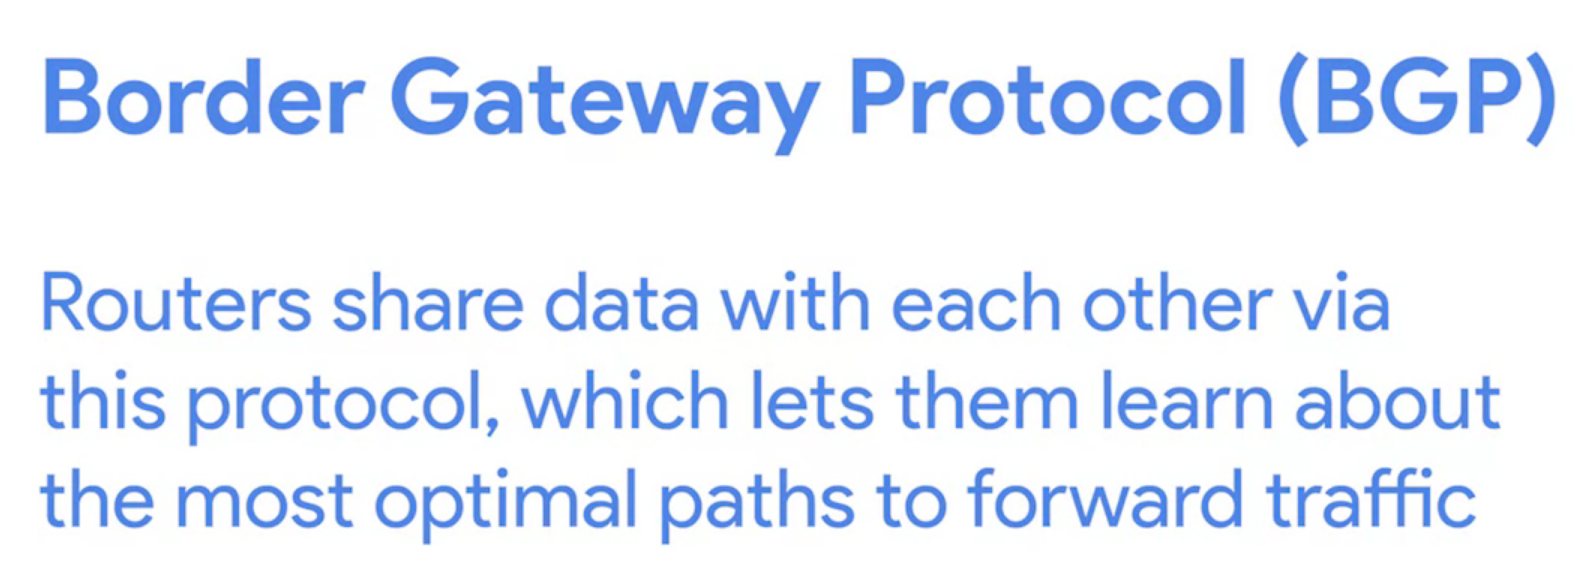 Border Gateway Protocol (BGP)
Routers share data with each other via
this protocol, which lets them learn about
the most optimal paths to forward traffic